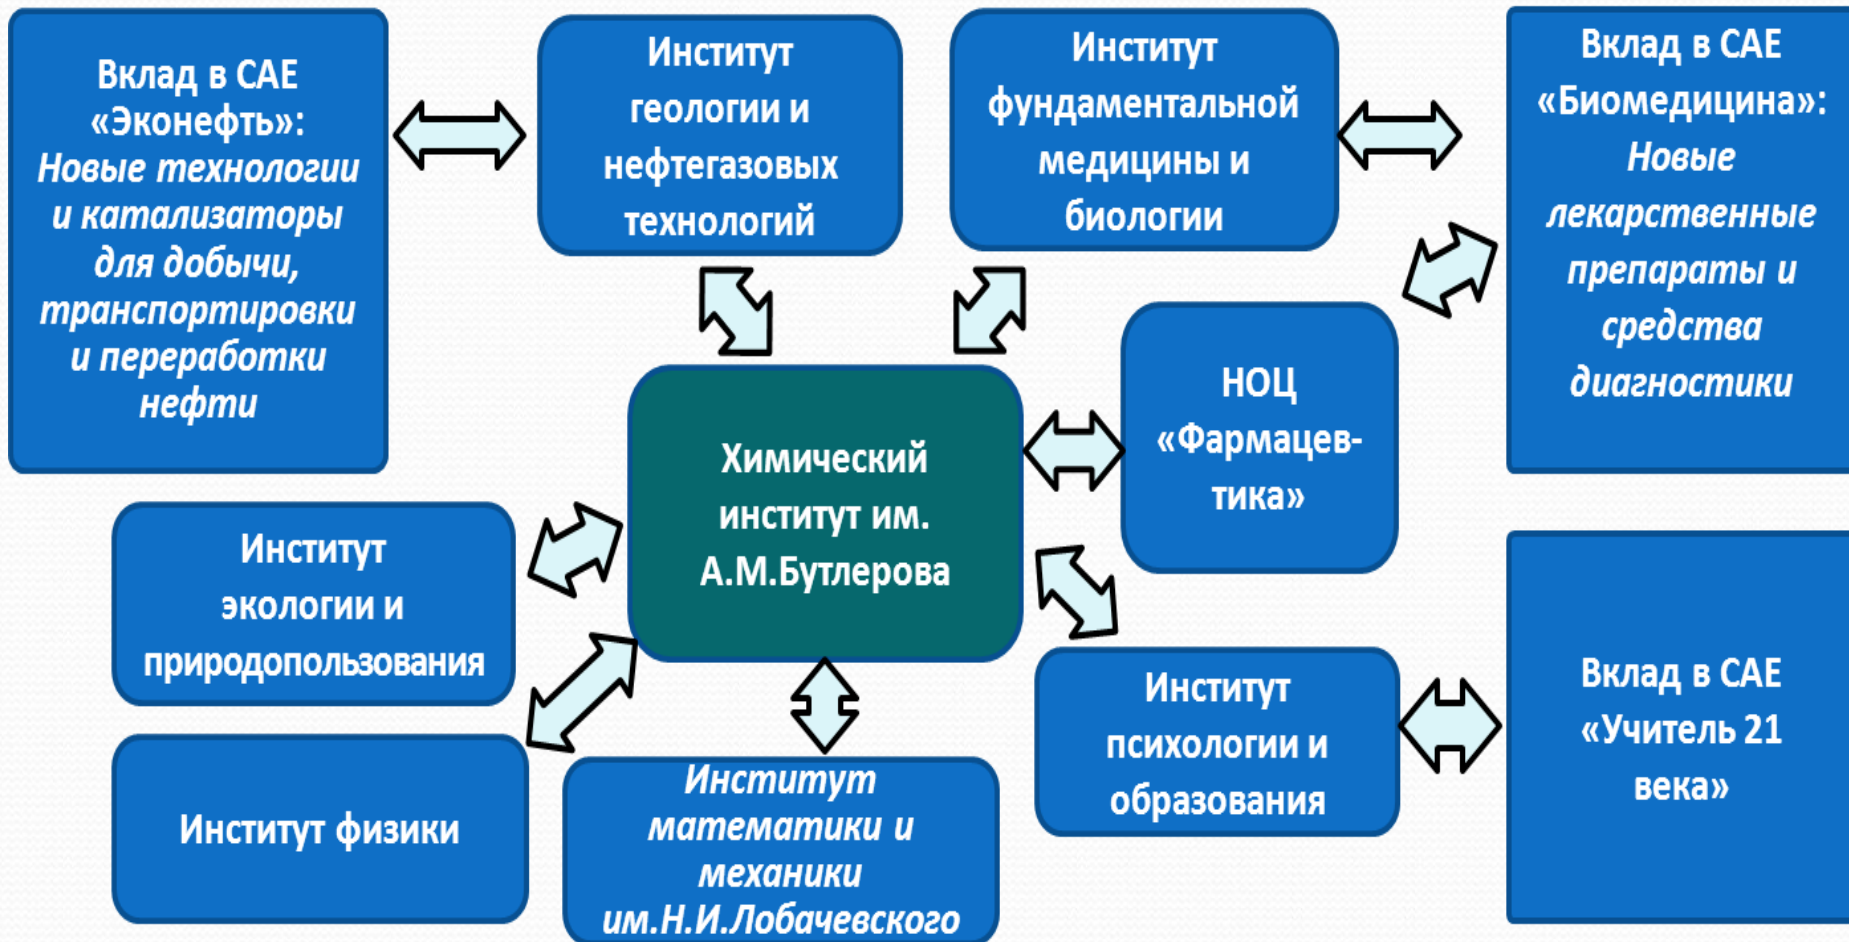 Вклад в САЕ
«Эконефть»:
Новые технологии
и катализаторы
для добычи,
транспортировки
и переработки
нефти
Институт
геологии и
нефтегазовых
технологий
Институт
фундаментальной
медицины и
биологии
Вклад в САЕ
«Биомедицина»:
Новые
лекарственные
препараты и
средства
диагностики
Химический
институт им.
А.М.Бутлерова
НОЦ
«Фармацев-
тика»
Институт
экологии и
природопользования
Институт физики
Институт
математики и
механики
им.Н.И.Лобачевского
Институт
психологии и
образования
Вклад в САЕ
«Учитель 21
века»